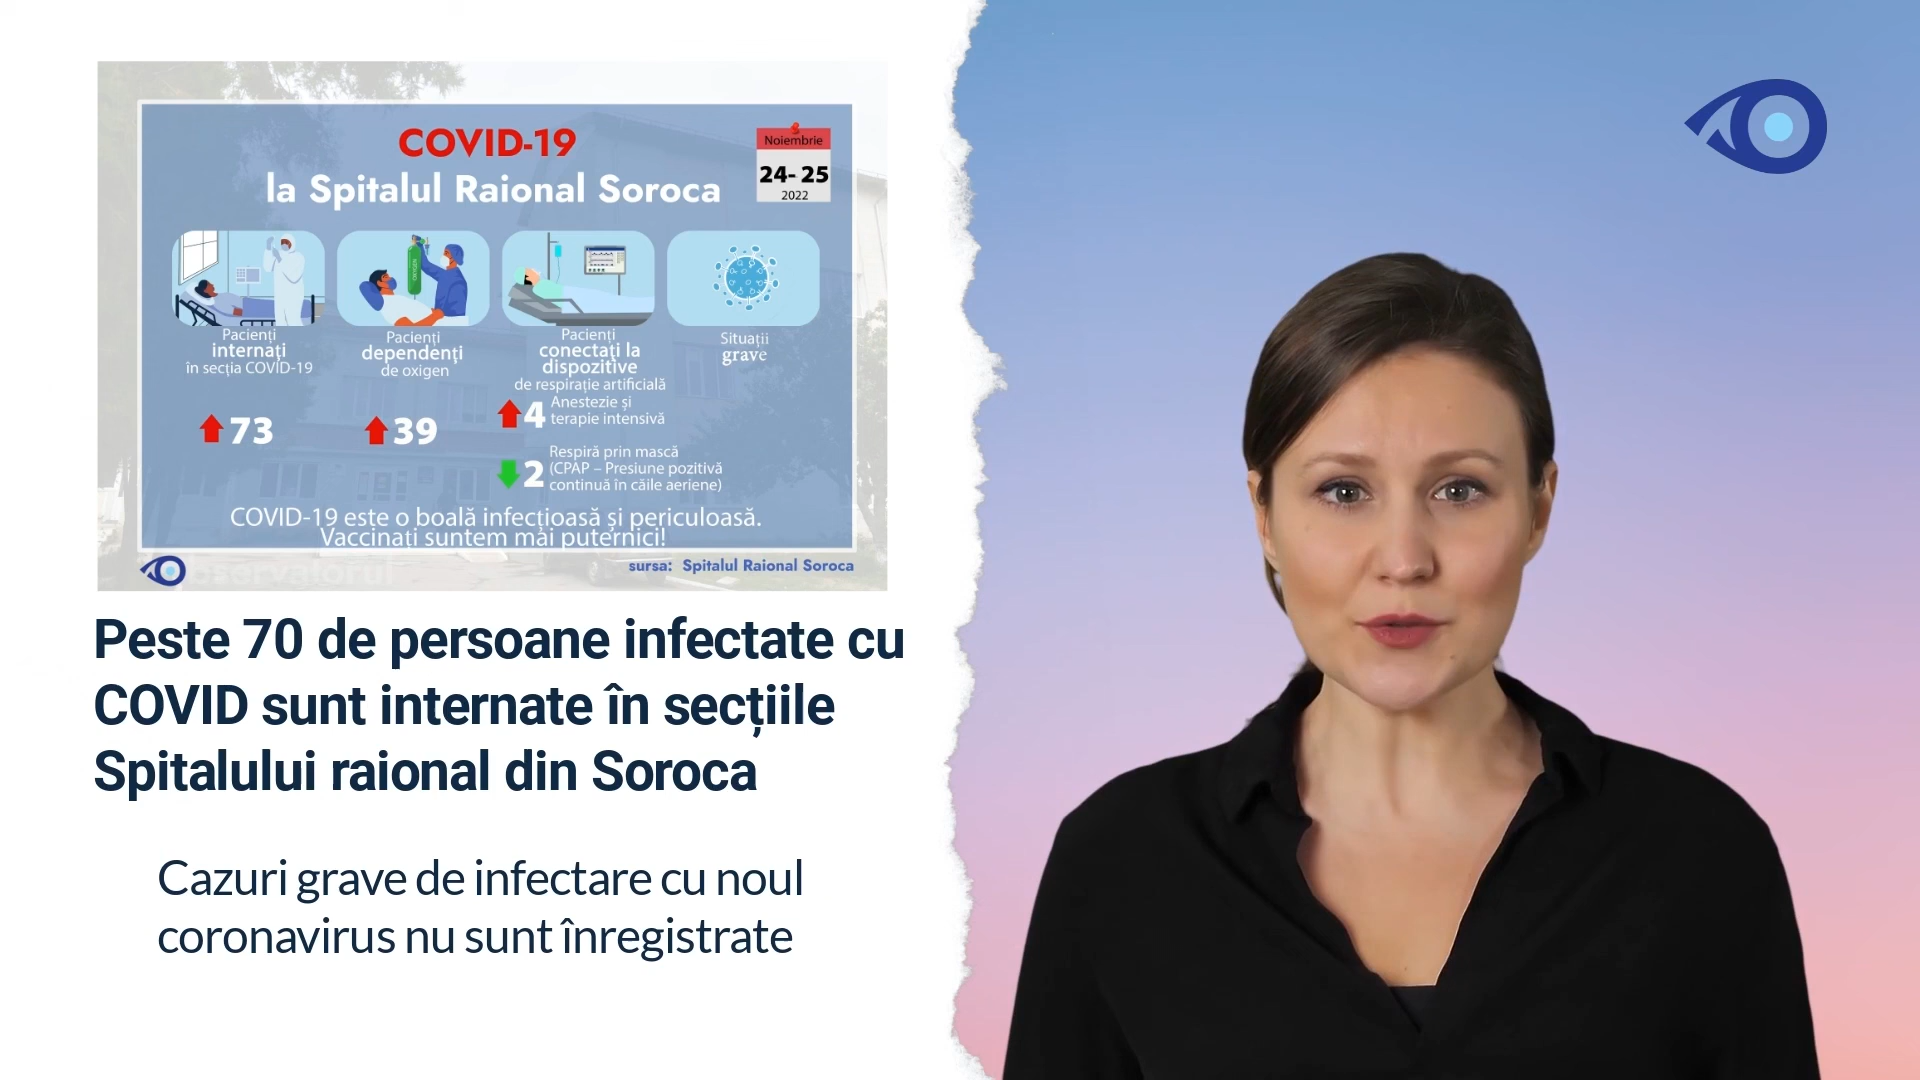 COVID-19
la Spitalul Raional Soroca
Noiembrie
24- 25
2022
OXYGEN
Pacienți
internați
în secția COVID-19
73
Pacienți
dependenți
de oxigen
39
Pacienți
conectați la
dispozitive
de respirație artificială
4
Anestezie și
terapie intensivă
2
Respiră prin mască
(CPAP – Presiune pozitivă
continuă în căile aeriene)
Situații
grave
COVID-19 este o boală infecțioasă și periculoasă.
Vaccinați suntem mai puternici!
observatorul
sursa: Spitalul Raional Soroca
Peste 70 de persoane infectate cu
COVID sunt internate în secțiile
Spitalului raional din Soroca
Cazuri grave de infectare cu noul
coronavirus nu sunt înregistrate